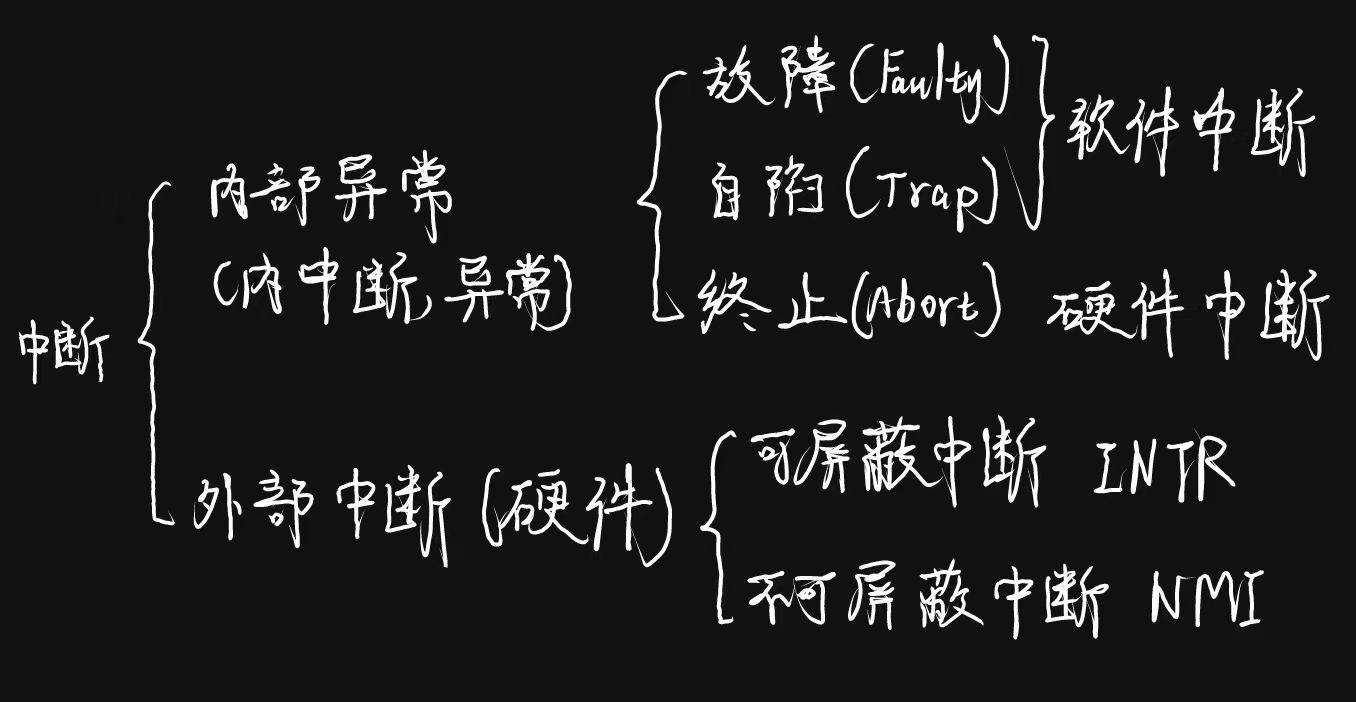 故障(Faulty)
软件中断
自陷(Trap)
内部异常
(内中断,异常)
终止(Abort) 硬件中断
中断
可屏蔽中断 INTR
外部中断(硬件)
不可屏蔽中断 NMI